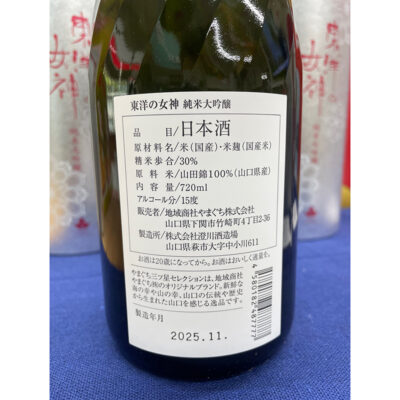 東洋の女神 純米大吟醸
品 目/日本酒
原材料名/米(国産)・米麹(国産米)
精米歩合/30%
原料米/山田錦100%(山口県産)
内容量/720ml
アルコール分/15度
販売者/地域商社やまぐち株式会社
山口県下関市竹崎町4丁目2-36
製造所/株式会社澄川酒造場
山口県萩市大字中小川611
お酒は20歳になってから。お酒はおいしく適量を。
やまぐち三ツ星セレクションは、地域商社
やまぐち㈱のオリジナルブランド。新鮮な
海の幸や山の幸、山口の伝統や歴史
から生まれた山口を感じる逸品です。
製造年月
2025.11.
女神